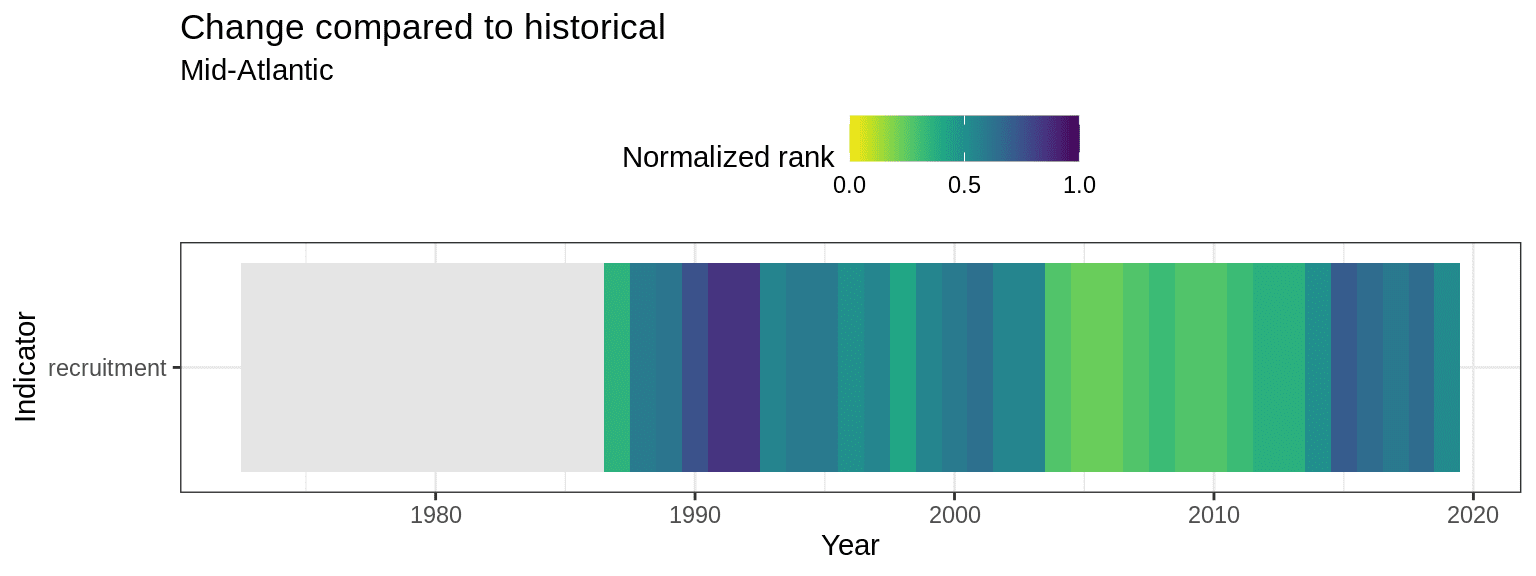 Change compared to historical
Mid-Atlantic
Normalized rank
0.0 0.5 1.0
Indicator
recruitment
1980 1990 2000 2010 2020
Year